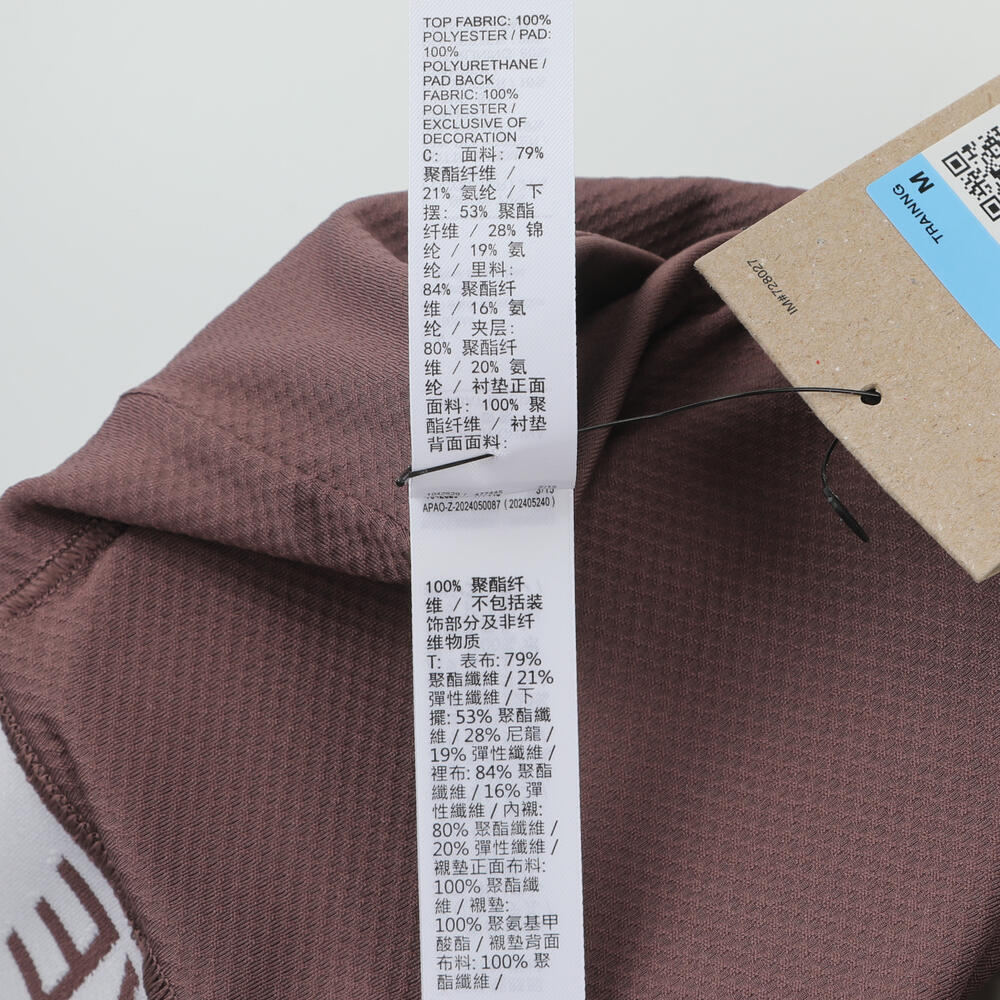 TOP FABRIC: 100%
POLYESTER / PAD:
100%
POLYURETHANE /
PAD BACK
FABRIC: 100%
POLYESTER /
EXCLUSIVE OF
DECORATION
C: 面料: 79%
聚酯纤维 /
21% 氨纶 / 下
摆: 53% 聚酯
纤维 / 28% 锦
纶 / 19% 氨
纶 / 里料:
84% 聚酯纤
维 / 16% 氨
纶 / 夹层:
80% 聚酯纤
维 / 20% 氨
纶 / 衬垫正面
面料: 100% 聚
酯纤维 / 衬垫
背面面料:
APAO-Z-2024050087 ( 202405240 )
100% 聚酯纤
维 / 不包括装
饰部分及非纤
维物质
T: 表布: 79%
聚酯纖維 / 21%
彈性纖維 / 下
擺: 53% 聚酯纖
維 / 28% 尼龍 /
19% 彈性纖維 /
裡布: 84% 聚酯
纖維 / 16% 彈
性纖維 / 內襯:
80% 聚酯纖維 /
20% 彈性纖維 /
襯墊正面布料:
100% 聚酯纖
維 / 襯墊:
100% 聚氨基甲
酸酯 / 襯墊背面
布料: 100% 聚
酯纖維 /
TRAINING
M
IM#728027